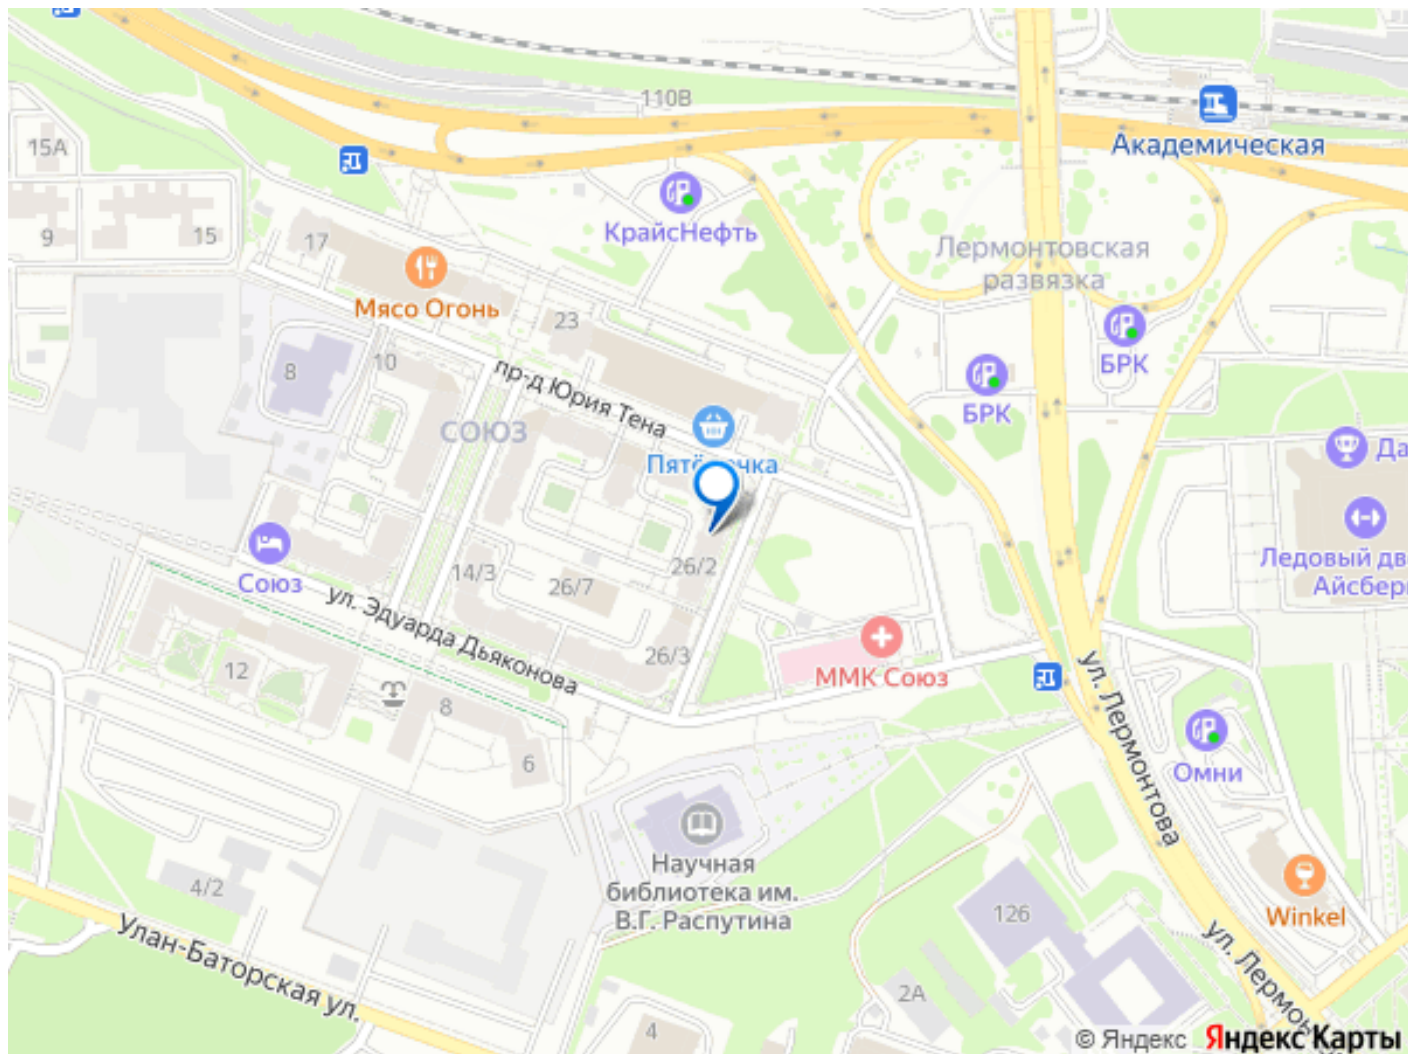 110В
Академическая
15А
КрайсНефть
9
15
17
Лермонтовская
развязка
Мясо Огонь
23
БРК
8
10
пр-д Юрия Тена
БРК
СОЮЗ
Да
Ледовый дв
Айсбер
26/2
14/3
26/7
Союз
ул. Эдуарда Дьяконова
26/3
ММК Союз
12
8
6
ул. Лермонтова
Омни
Научная
библиотека им.
В.Г. Распутина
4/2
126
Winkel
Улан-Баторская ул.
2А
4
© Яндекс Яндекс Карты